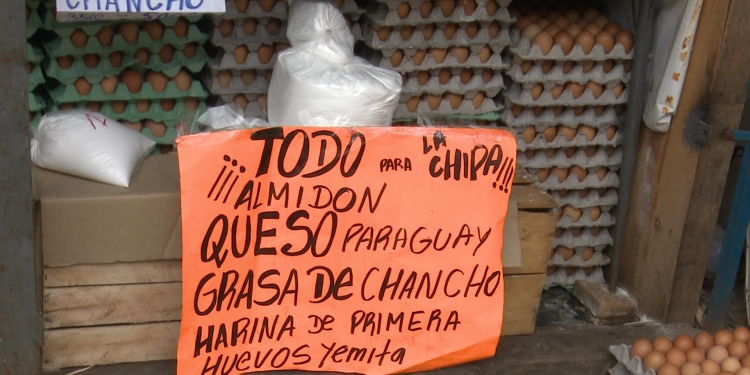 CHANCHO
¡¡¡TODO PARA LA CHIPA!!!
ALMIDON
QUESO PARAGUAY
GRASA DE CHANCHO
HARINA DE PRIMERA
HUEVOS Yemita